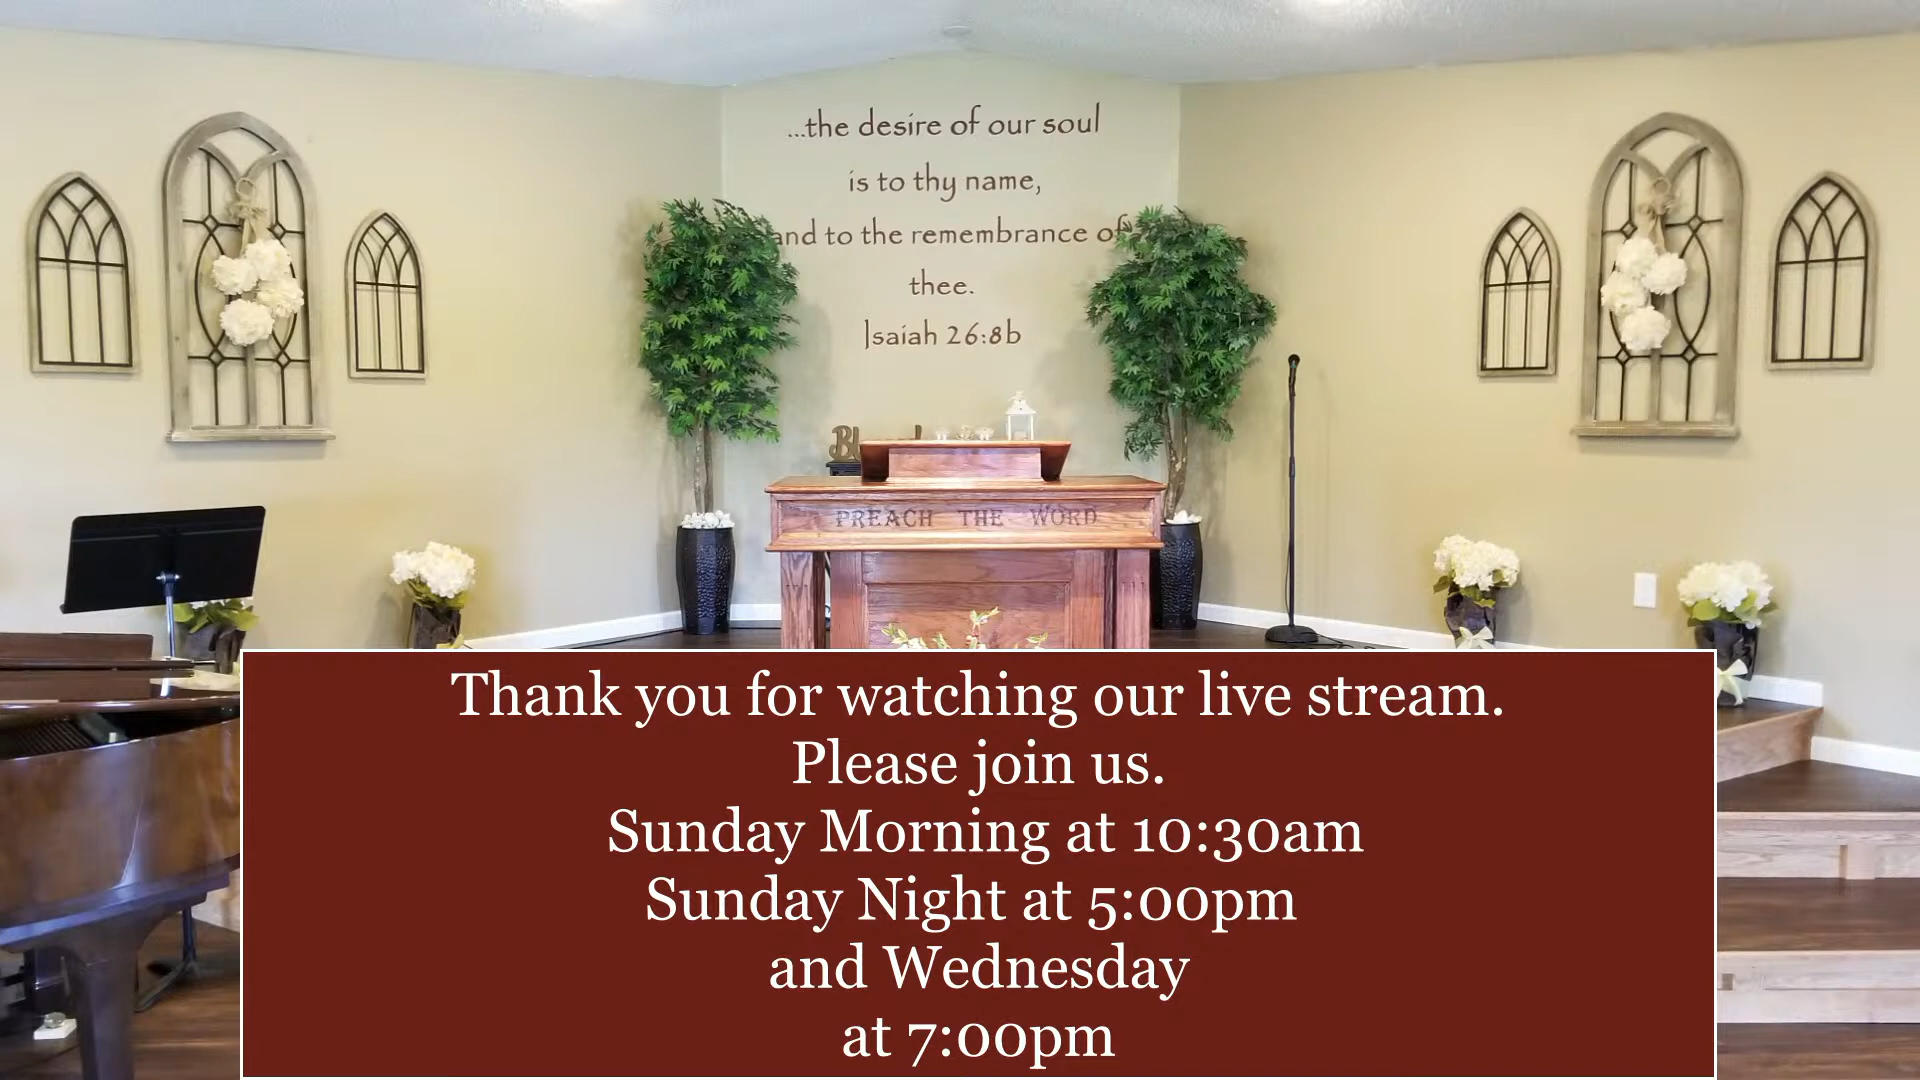 ...the desire of our soul
is to thy name,
and to the remembrance of
thee.
Isaiah 26:8b
PREACH THE WORD
Thank you for watching our live stream.
Please join us.
Sunday Morning at 10:30am
Sunday Night at 5:00pm
and Wednesday
at 7:00pm